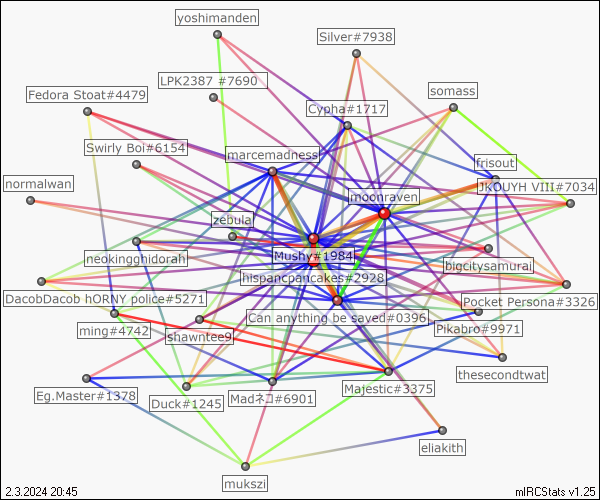 yoshimanden
Silver#7938
LPK2387 #7690
somass
Fedora Stoat#4479
Cypha#1717
Swirly Boi#6154
marcemadness
frisout
normalwan
JKOUYH VIII#7034
moonraven
zebula
Mushy#1984
neokingghidorah
bigcitysamurai
hispancpancakes#2928
DacobDacob hORNY police#5271
Pocket Persona#3326
Can anything be saved#0396
ming#4742
Pikabro#9971
shawntee9
thesecondtwat
Majestic#3375
Eg.Master#1378
Duck#1245
Madネコ#6901
eliakith
mukszi
2.3.2024 20:45
mIRCStats v1.25